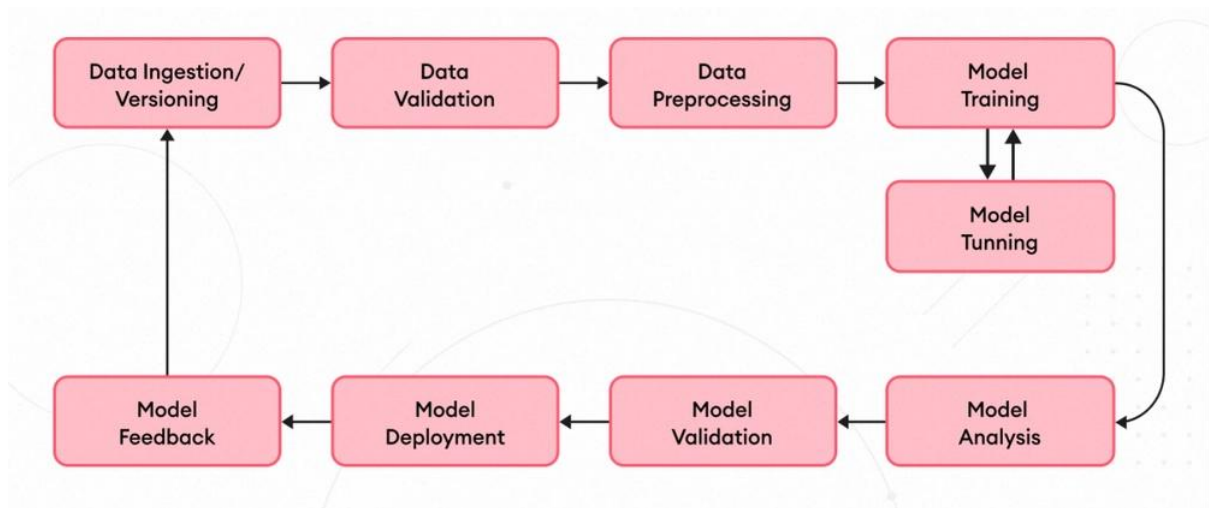 Data Ingestion/
Versioning
Data
Validation
Data
Preprocessing
Model
Training
Model
Tunning
Model
Feedback
Model
Deployment
Model
Validation
Model
Analysis